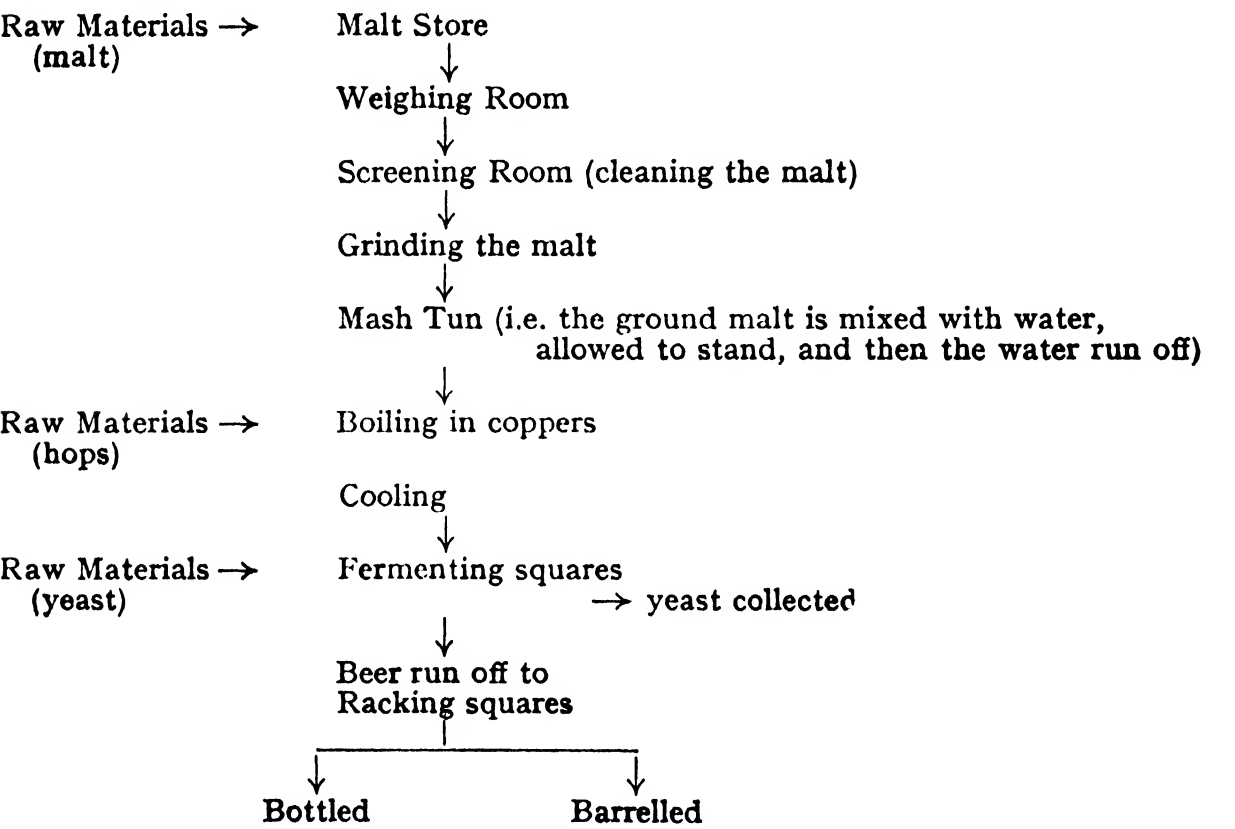 Raw Materials → Malt Store
(malt)
Weighing Room
Screening Room (cleaning the malt)
Grinding the malt
Mash Tun (i.e. the ground malt is mixed with water,
allowed to stand, and then the water run off)
Raw Materials → Boiling in coppers
(hops)
Cooling
Raw Materials → Fermenting squares
(yeast) → yeast collected
Beer run off to
Racking squares
Bottled Barrelled